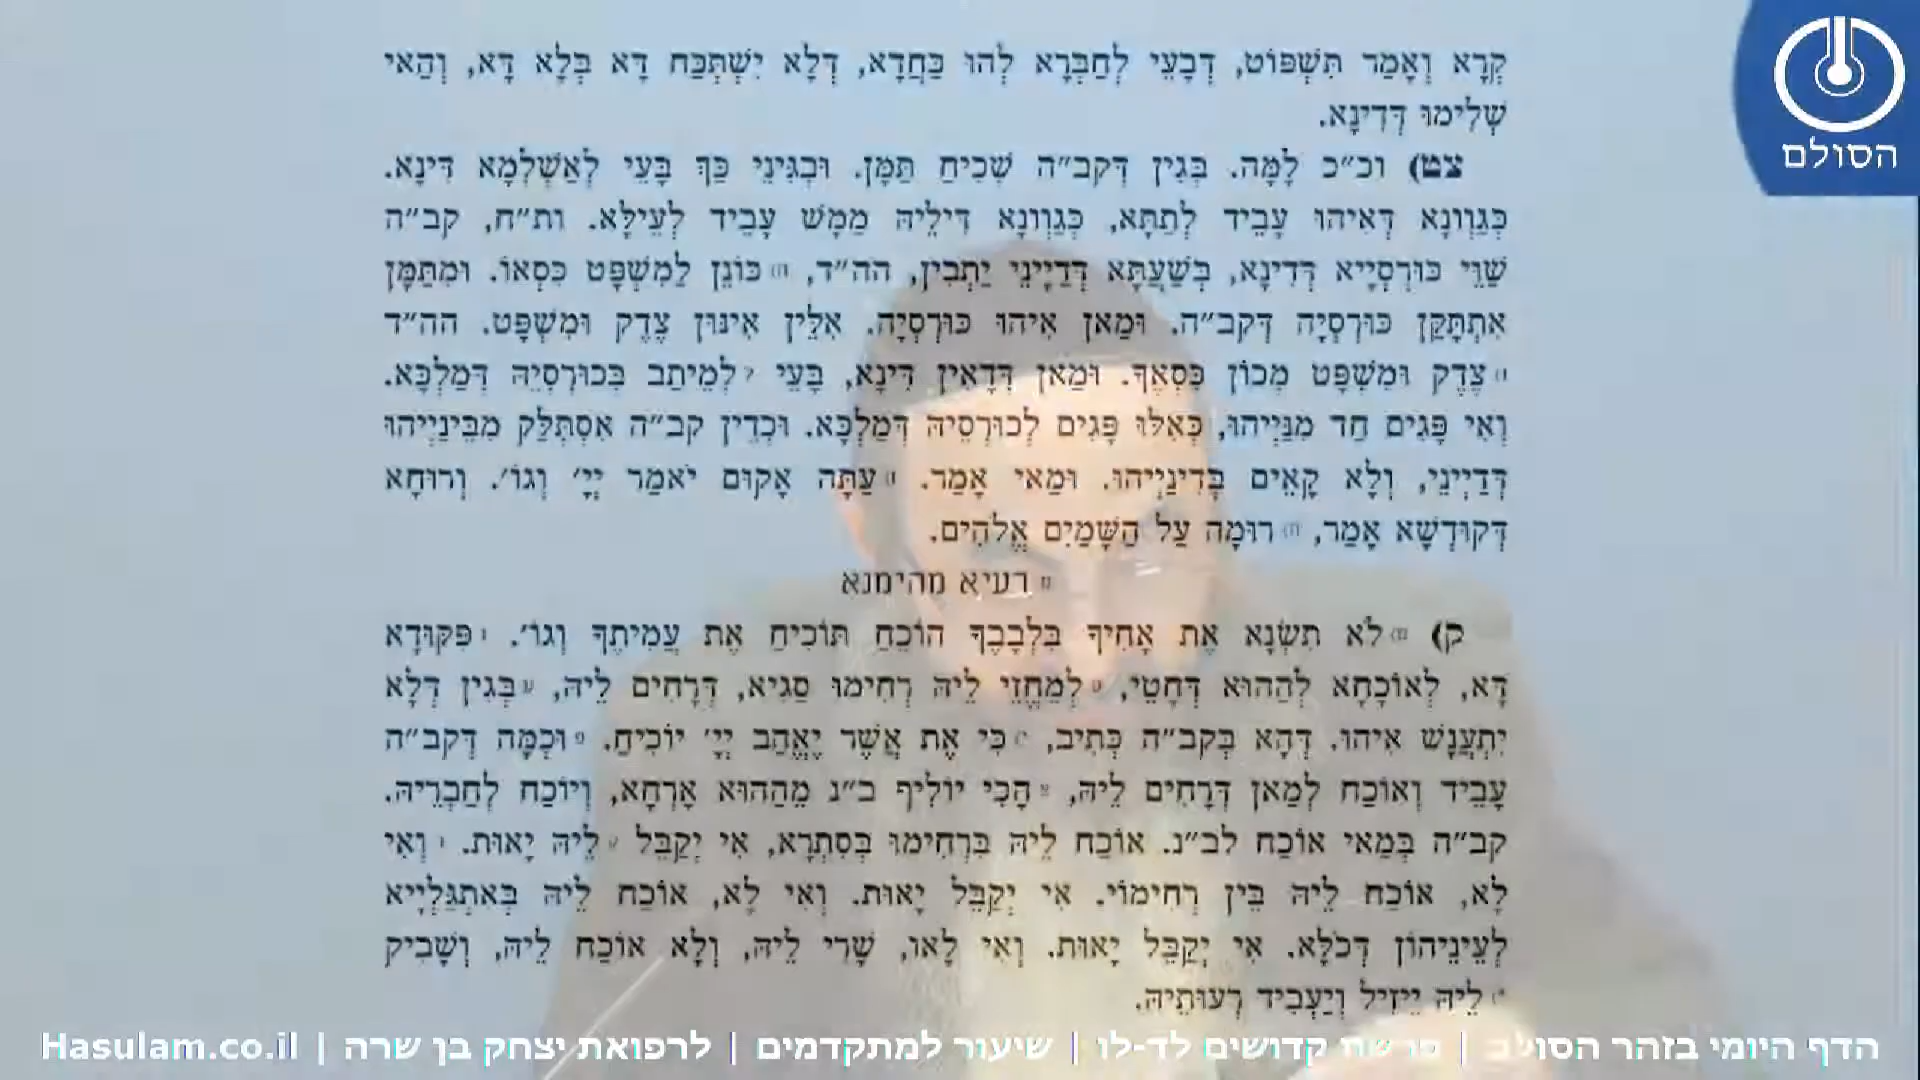 קְרָא וְאָמַר תִּשְׁפּוֹט, דְּבָעֵי לְחַבְּרָא לְהוּ כַּחֲדָא, דְּלָא יִשְׁתְּכַּח דָּא בְּלָא דָּא, וְהַאי
שְׁלִימוּ דְּדִינָא.
הסולם
צט) וכ״כ לָמָּה. בְּגִין דְּקב״ה שְׁכִיחַ תַּמָּן. וּבְגִינֵי כַּךְ בָּעֵי לְאַשְׁלְמָא דִּינָא.
כְּגַוְונָא דְּאִיהוּ עָבֵיד לְתַתָּא, כְּגַוְונָא דִּילֵיהּ מַמָּשׁ עָבֵיד לְעֵילָּא. ות״ח, קב״ה
שַׁוֵּי כּוּרְסְיָיא דְּדִינָא, בְּשַׁעֲתָּא דְּדַיָּינֵי יַתְבִין, הה״ד, כּוֹנֵן לַמִּשְׁפָּט כִּסְאוֹ. וּמִתַּמָּן
אִתְתָּקַּן כּוּרְסְיָה דְּקב״ה. וּמַאן אִיהוּ כּוּרְסְיָה. אִלֵּין אִינּוּן צֶדֶק וּמִשְׁפָּט. הה״ד
צֶדֶק וּמִשְׁפָּט מְכוֹן כִּסְאֶךָ. וּמַאן דְּדָאִין דִּינָא, בָּעֵי לְמֵיתַב בְּכוּרְסְיֵהּ דְּמַלְכָּא.
וְאִי פָּגִים חַד מִנַּיְיהוּ, כְּאִלּוּ פָּגִים לְכוּרְסֵיהּ דְּמַלְכָּא. וּכְדֵין קב״ה אִסְתְּלַּק מִבֵּינַיְיהוּ
דְּדַיְינֵי, וְלָא קָאֵים בְּדִינַיְיהוּ. וּמַאי אָמַר. עַתָּה אָקוּם יֹאמַר יְיָ׳ וְגוֹ׳. וְרוּחָא
דְּקוּדְשָׁא אָמַר, רוּמָה עַל הַשָּׁמַיִם אֱלֹהִים.
רעיא מהימנא
ק) לֹא תִשְׂנָא אֶת אָחִיךָ בִּלְבָבֶךָ הוֹכֵחַ תּוֹכִיחַ אֶת עֲמִיתֶךָ וְגוֹ׳. פִּקּוּדָא
דָּא, לְאוֹכָחָא לְהַהוּא דְּחָטֵי, לְמַחֲזֵי לֵיהּ רְחִימוּ סַגִיא, דְּרָחִים לֵיהּ, בְּגִין דְּלָא
יִתְעֲנָשׁ אִיהוּ. דְּהָא בְּקב״ה כְּתִיב, כִּי אֶת אֲשֶׁר יֶאֱהַב יְיָ׳ יוֹכִיחַ. וּכְמָּה דְּקב״ה
עָבֵיד וְאוֹכַח לְמַאן דְּרָחִים לֵיהּ, הָכִי יוֹלִיף ב״נ מֵהַהוּא אָרְחָא, וְיוֹכַח לְחַבְרֵיהּ.
קב״ה בְּמַאי אוֹכַח לב״נ. אוֹכַח לֵיהּ בִּרְחִימוּ בְּסִתְרָא, אִי יְקַבֵּל לֵיהּ יָאוּת. וְאִי
לָא, אוֹכַח לֵיהּ בֵּין רְחִימוֹי. אִי יְקַבֵּל יָאוּת. וְאִי לָא, אוֹכַח לֵיהּ בְּאִתְגַּלְיָיא
לְעֵינֵיהוֹן דְּכֹלָּא. אִי יְקַבֵּל יָאוּת. וְאִי לָאו, שָׁרֵי לֵיהּ, וְלָא אוֹכַח לֵיהּ, וְשָׁבִיק
לֵיהּ יֵיזִיל וְיַעְבִיד רְעוּתֵיהּ.
הדף היומי בזהר הסולם | פרשת קדושים לד-לו | שיעור למתקדמים | לרפואת יצחק בן שרה | Hasulam.co.il